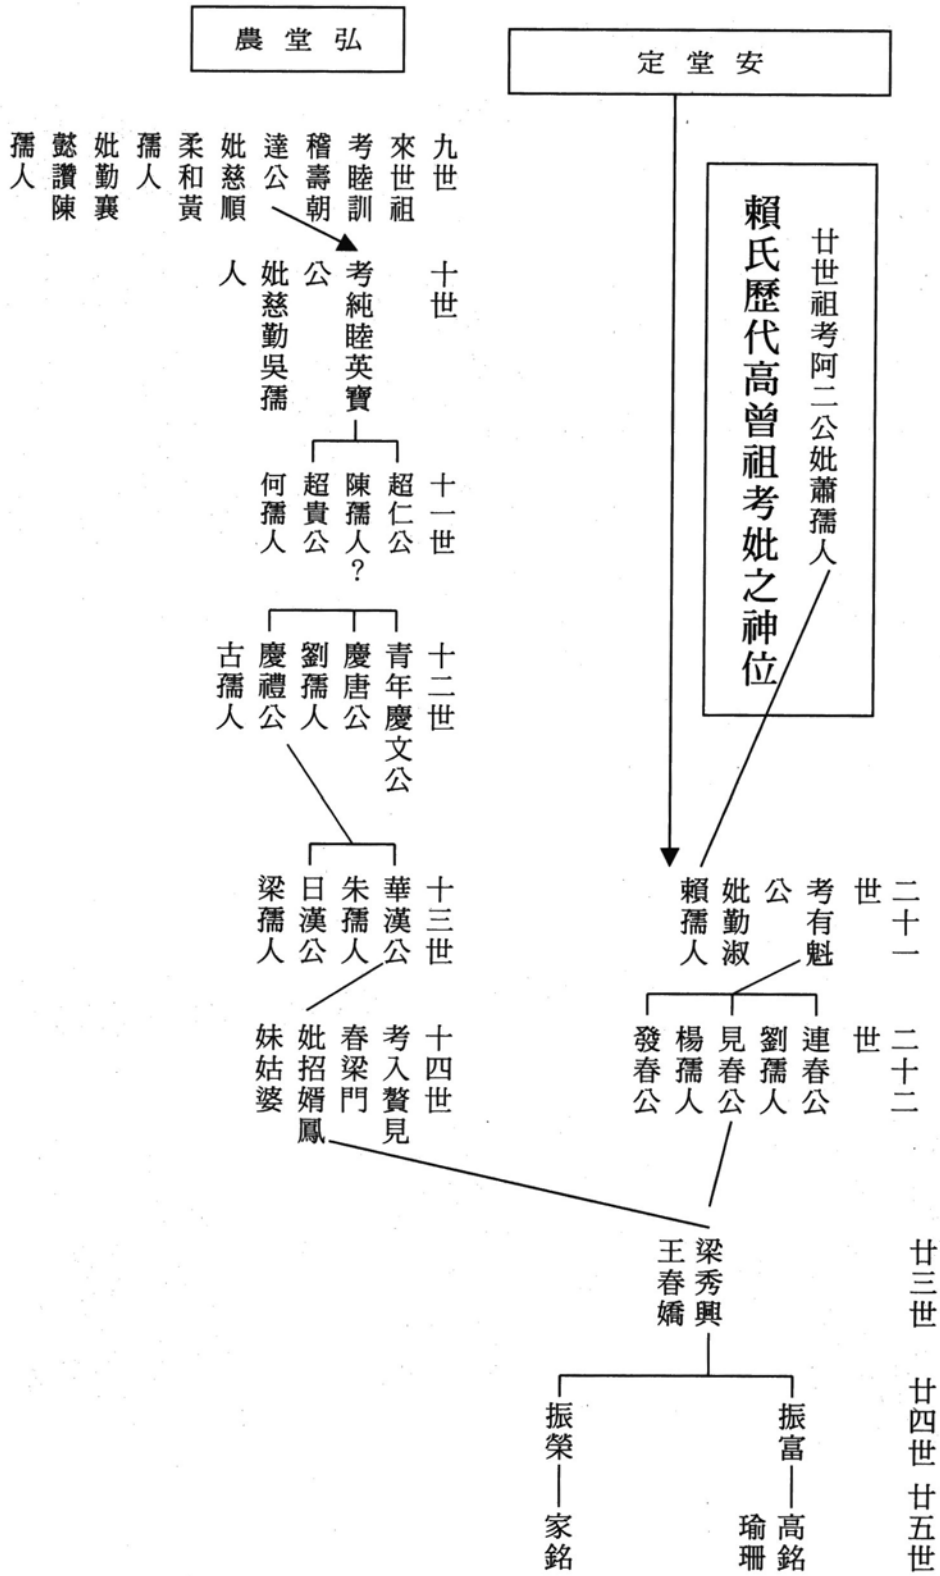 安堂定
廿世祖考阿二公妣蕭孺人
賴氏歷代高曾祖考妣之神位
二十一
世
考有魁
公
妣勤淑
賴孺人
二十二
世
連春公
劉孺人
見春公
楊孺人
發春公
弘堂農
九世
來世祖
考睦訓
稽壽朝
達公
妣慈順
柔和黃
孺人
妣勤襄
懿讚陳
孺人
十世
考純睦英寶
公
妣慈勤吳孺
人
十一世
超仁公
陳孺人？
超貴公
何孺人
十二世
青年慶文公
慶唐公
劉孺人
慶禮公
古孺人
十三世
華漢公
朱孺人
日漢公
梁孺人
十四世
考入贅見
春梁門
妣招婿鳳
妹姑婆
廿三世
梁秀興
王春嬌
廿四世
振富
振榮
廿五世
高銘
瑜珊
家銘